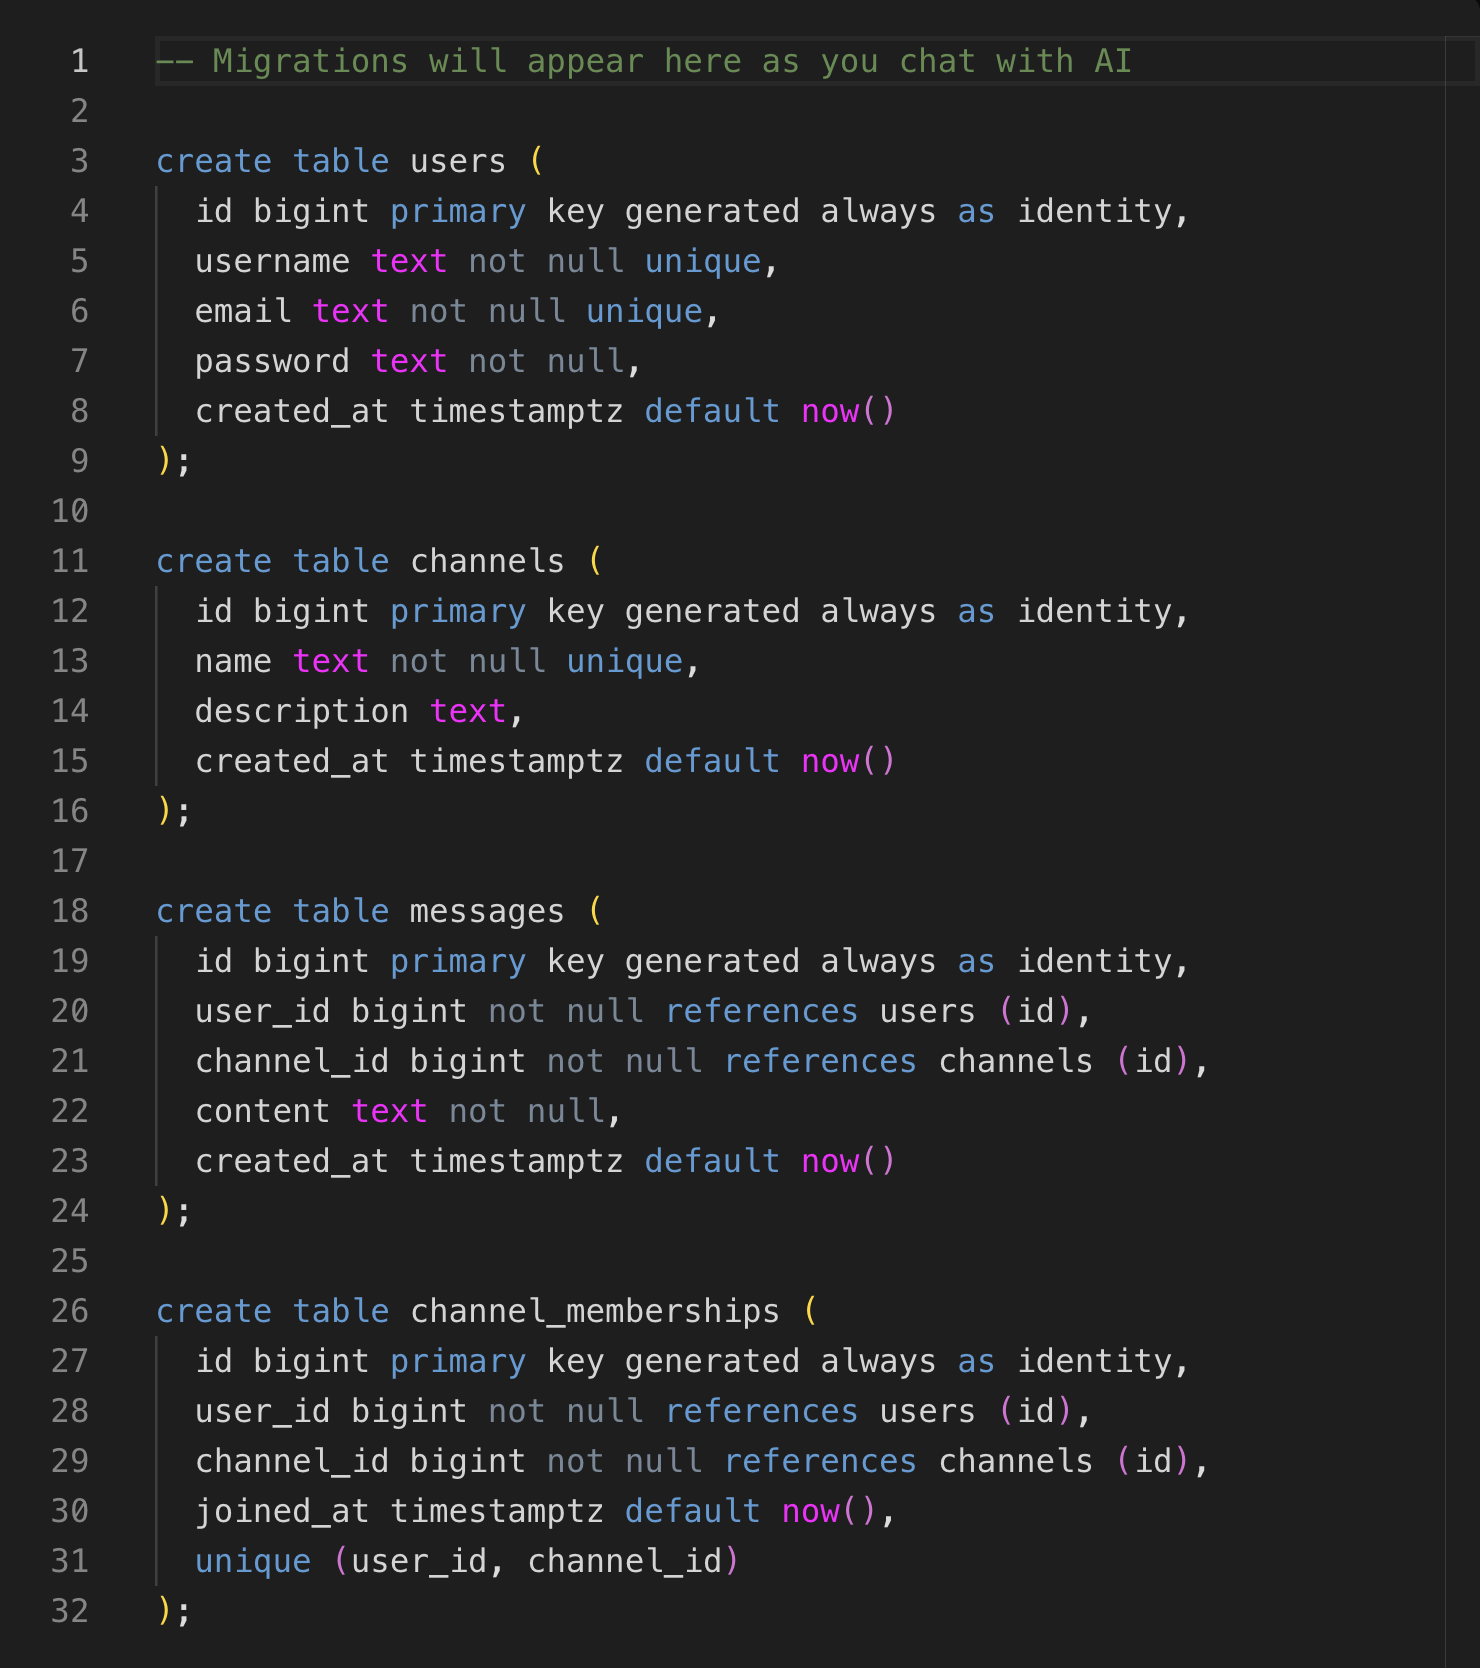 1 -- Migrations will appear here as you chat with AI
2
3 create table users (
4   id bigint primary key generated always as identity,
5   username text not null unique,
6   email text not null unique,
7   password text not null,
8   created_at timestamptz default now()
9 );
10
11 create table channels (
12   id bigint primary key generated always as identity,
13   name text not null unique,
14   description text,
15   created_at timestamptz default now()
16 );
17
18 create table messages (
19   id bigint primary key generated always as identity,
20   user_id bigint not null references users (id),
21   channel_id bigint not null references channels (id),
22   content text not null,
23   created_at timestamptz default now()
24 );
25
26 create table channel_memberships (
27   id bigint primary key generated always as identity,
28   user_id bigint not null references users (id),
29   channel_id bigint not null references channels (id),
30   joined_at timestamptz default now(),
31   unique (user_id, channel_id)
32 );